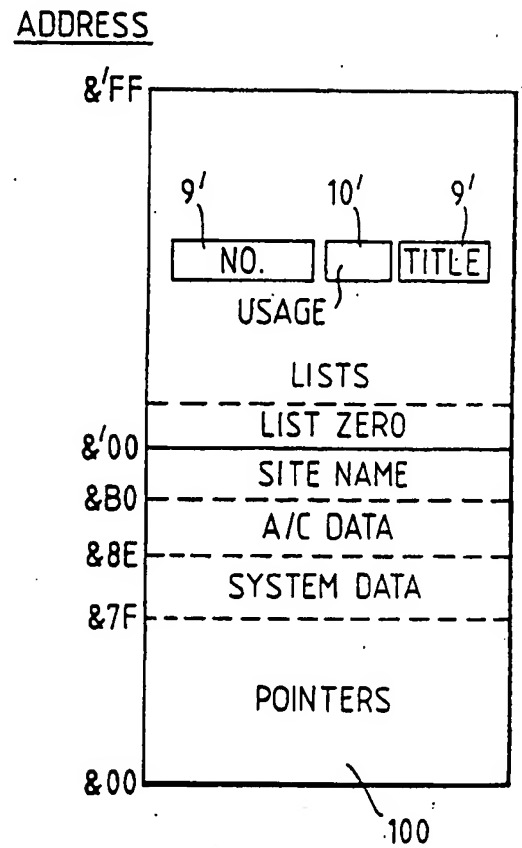 ADDRESS
&'FF
9' 10' 9'
NO. TITLE
USAGE
LISTS
LIST ZERO
&'00
SITE NAME
&B0
A/C DATA
&8E
SYSTEM DATA
&7F
POINTERS
&00
100